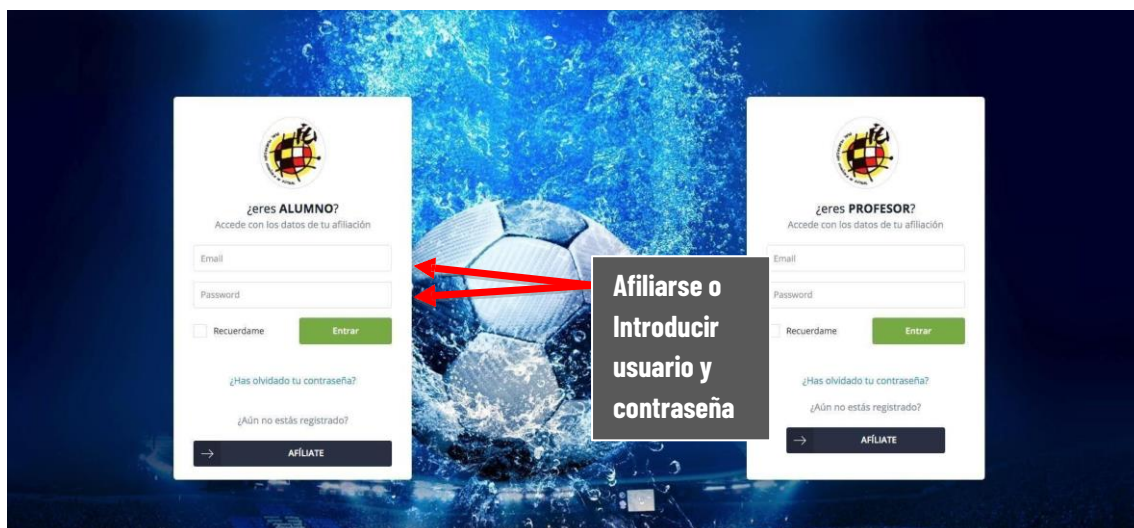 ¿eres ALUMNO?
Accede con los datos de tu afiliación
Email
Password
Recuerdame
Entrar
¿Has olvidado tu contraseña?
¿Aún no estás registrado?
→ AFÍLIATE
Afiliarse o
Introducir
usuario y
contraseña
¿eres PROFESOR?
Accede con los datos de tu afiliación
Email
Password
Recuerdame
Entrar
¿Has olvidado tu contraseña?
¿Aún no estás registrado?
→ AFÍLIATE